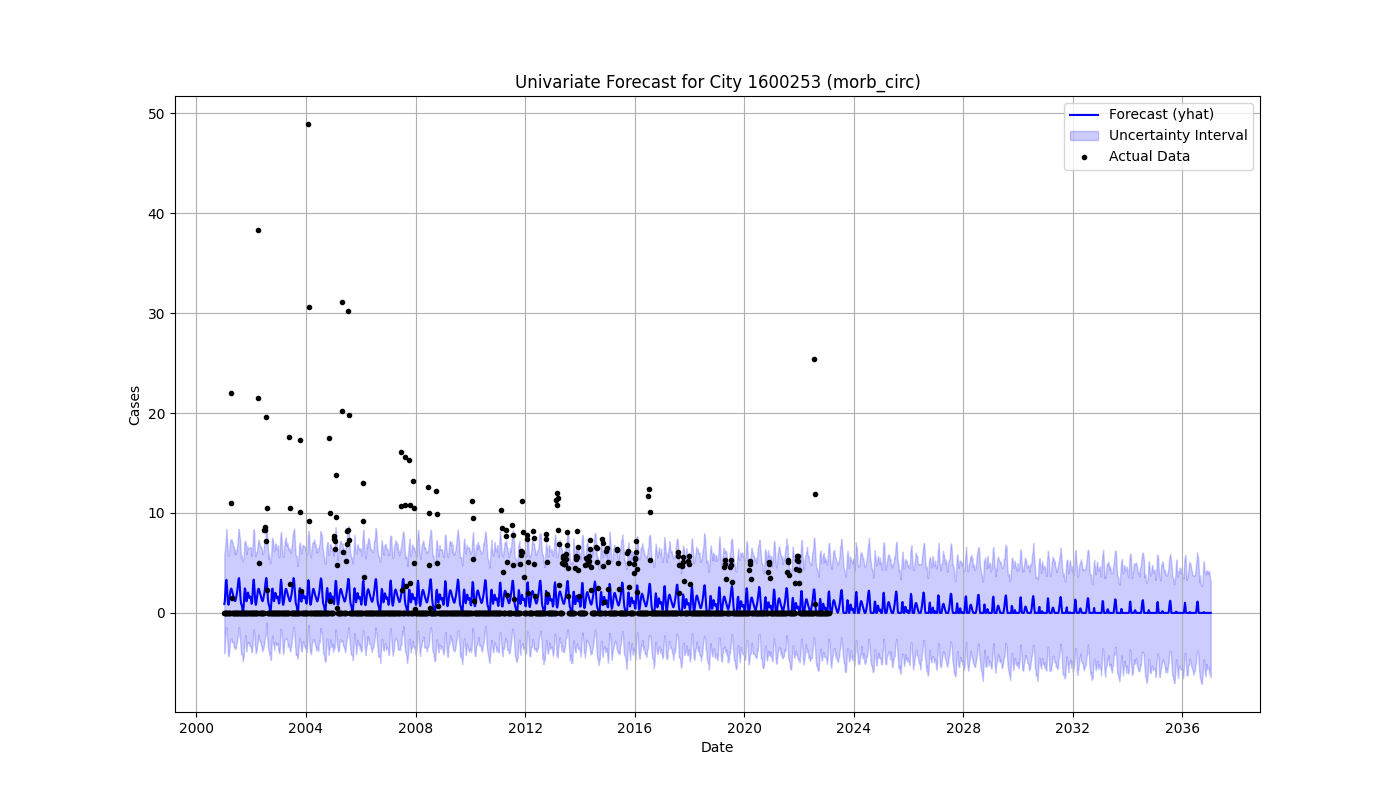 Univariate Forecast for City 1600253 (morb_circ)
Forecast (yhat)
Uncertainty Interval
Actual Data
50
40
30
20
10
0
Cases
2000 2004 2008 2012 2016 2020 2024 2028 2032 2036
Date